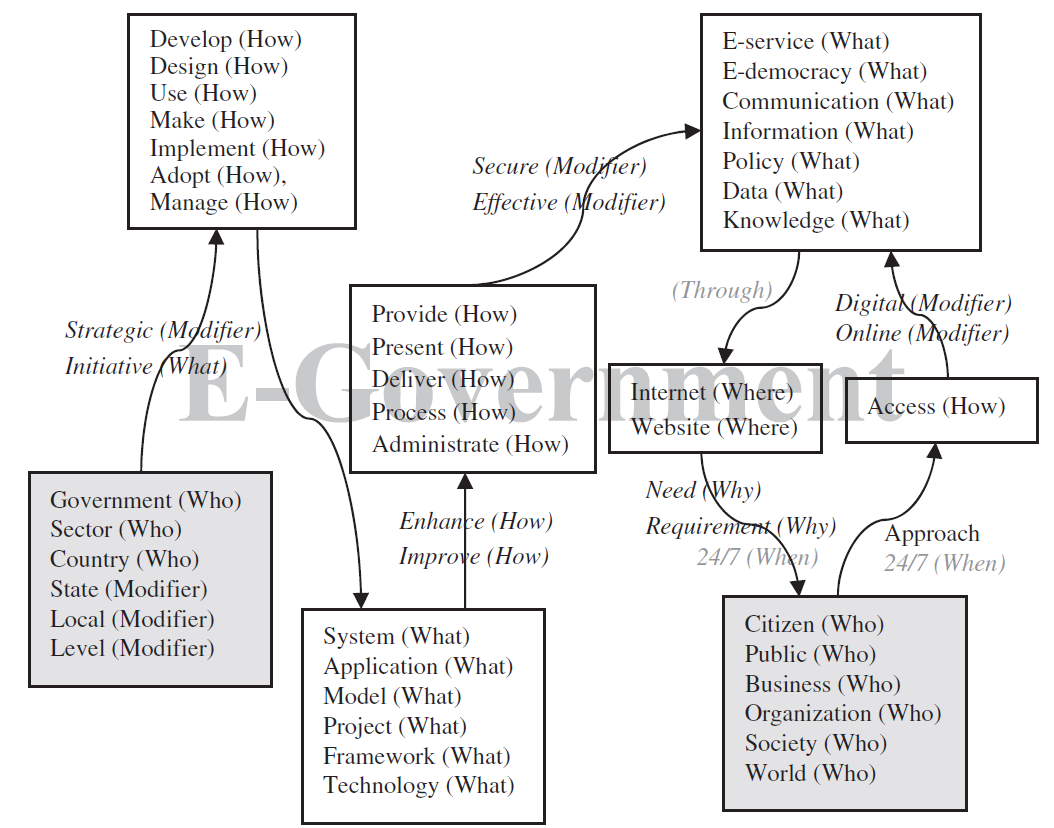 Develop (How)
Design (How)
Use (How)
Make (How)
Implement (How)
Adopt (How),
Manage (How)
E-service (What)
E-democracy (What)
Communication (What)
Information (What)
Policy (What)
Data (What)
Knowledge (What)
Secure (Modifier)
Effective (Modifier)
(Through)
Digital (Modifier)
Online (Modifier)
Strategic (Modifier)
Initiative (What)
E-Government
Provide (How)
Present (How)
Deliver (How)
Process (How)
Administrate (How)
Internet (Where)
Website (Where)
Access (How)
Government (Who)
Sector (Who)
Country (Who)
State (Modifier)
Local (Modifier)
Level (Modifier)
Enhance (How)
Improve (How)
Need (Why)
Requirement (Why)
24/7 (When)
Approach
24/7 (When)
System (What)
Application (What)
Model (What)
Project (What)
Framework (What)
Technology (What)
Citizen (Who)
Public (Who)
Business (Who)
Organization (Who)
Society (Who)
World (Who)